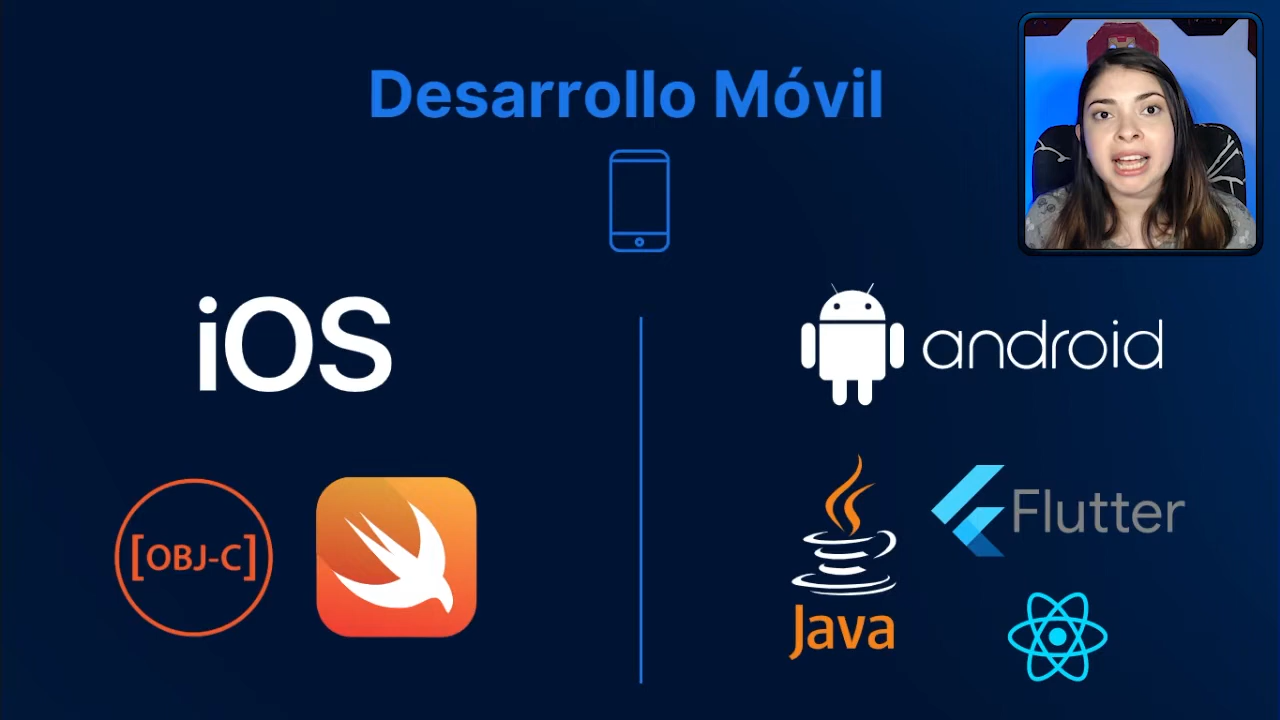 Desarrollo Móvil
iOS
android
[OBJ-C]
Java
Flutter